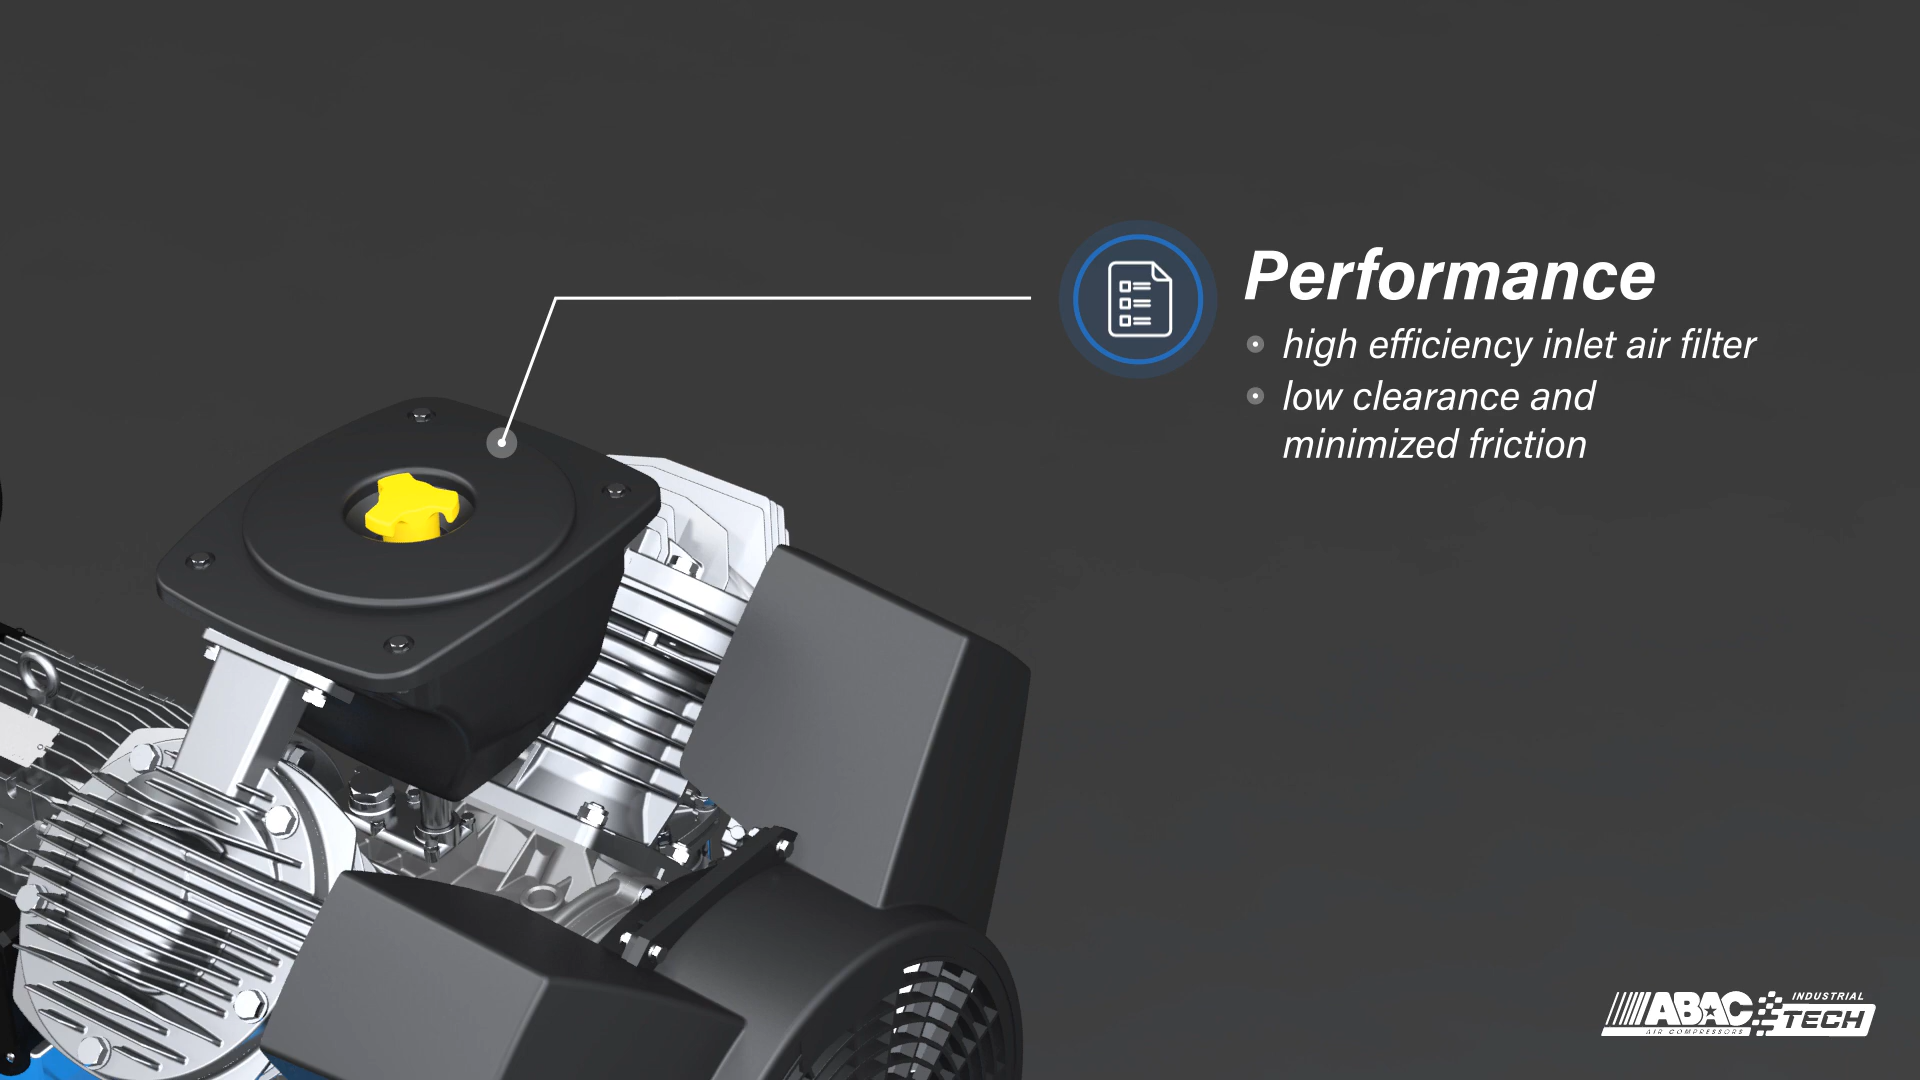 Performance
high efficiency inlet air filter
low clearance and
minimized friction
ABAC
AIR COMPRESSORS
INDUSTRIAL
TECH